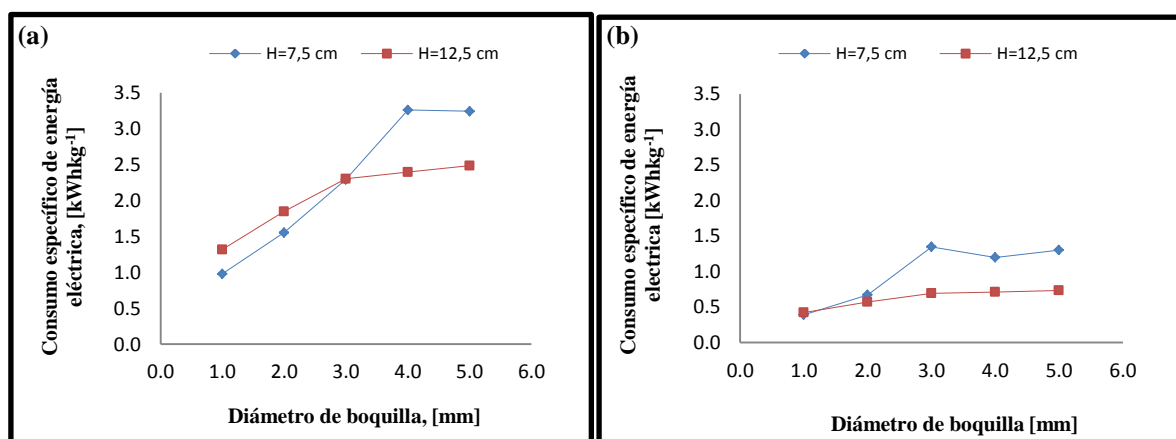 (a)
H=7,5 cm
H=12,5 cm
Consumo específico de energía
eléctrica, [kWhkg-1]
3.5
3.0
2.5
2.0
1.5
1.0
0.5
0.0
0.0 1.0 2.0 3.0 4.0 5.0 6.0
Diámetro de boquilla, [mm]
(b)
H=7,5 cm
H=12,5 cm
Consumo específico de energía
electrica [kWhkg-1]
3.5
3.0
2.5
2.0
1.5
1.0
0.5
0.0
0.0 1.0 2.0 3.0 4.0 5.0 6.0
Diámetro de boquilla [mm]